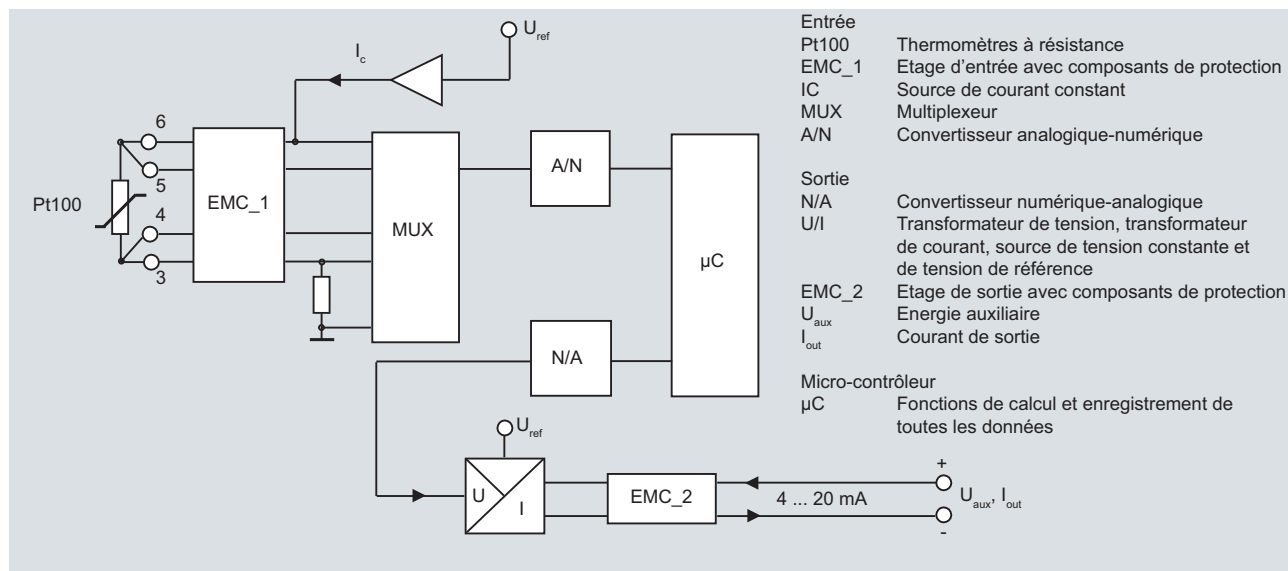 U_ref
I_c
6
5
Pt100
4
3
EMC_1
MUX
A/N
µC
N/A
U_ref
U
I
EMC_2
4 ... 20 mA
+
-
U_aux, I_out
Entrée
Pt100 Thermomètres à résistance
EMC_1 Etage d'entrée avec composants de protection
IC Source de courant constant
MUX Multiplexeur
A/N Convertisseur analogique-numérique
Sortie
N/A Convertisseur numérique-analogique
U/I Transformateur de tension, transformateur
de courant, source de tension constante et
de tension de référence
EMC_2 Etage de sortie avec composants de protection
U_aux Energie auxiliaire
I_out Courant de sortie
Micro-contrôleur
µC Fonctions de calcul et enregistrement de
toutes les données